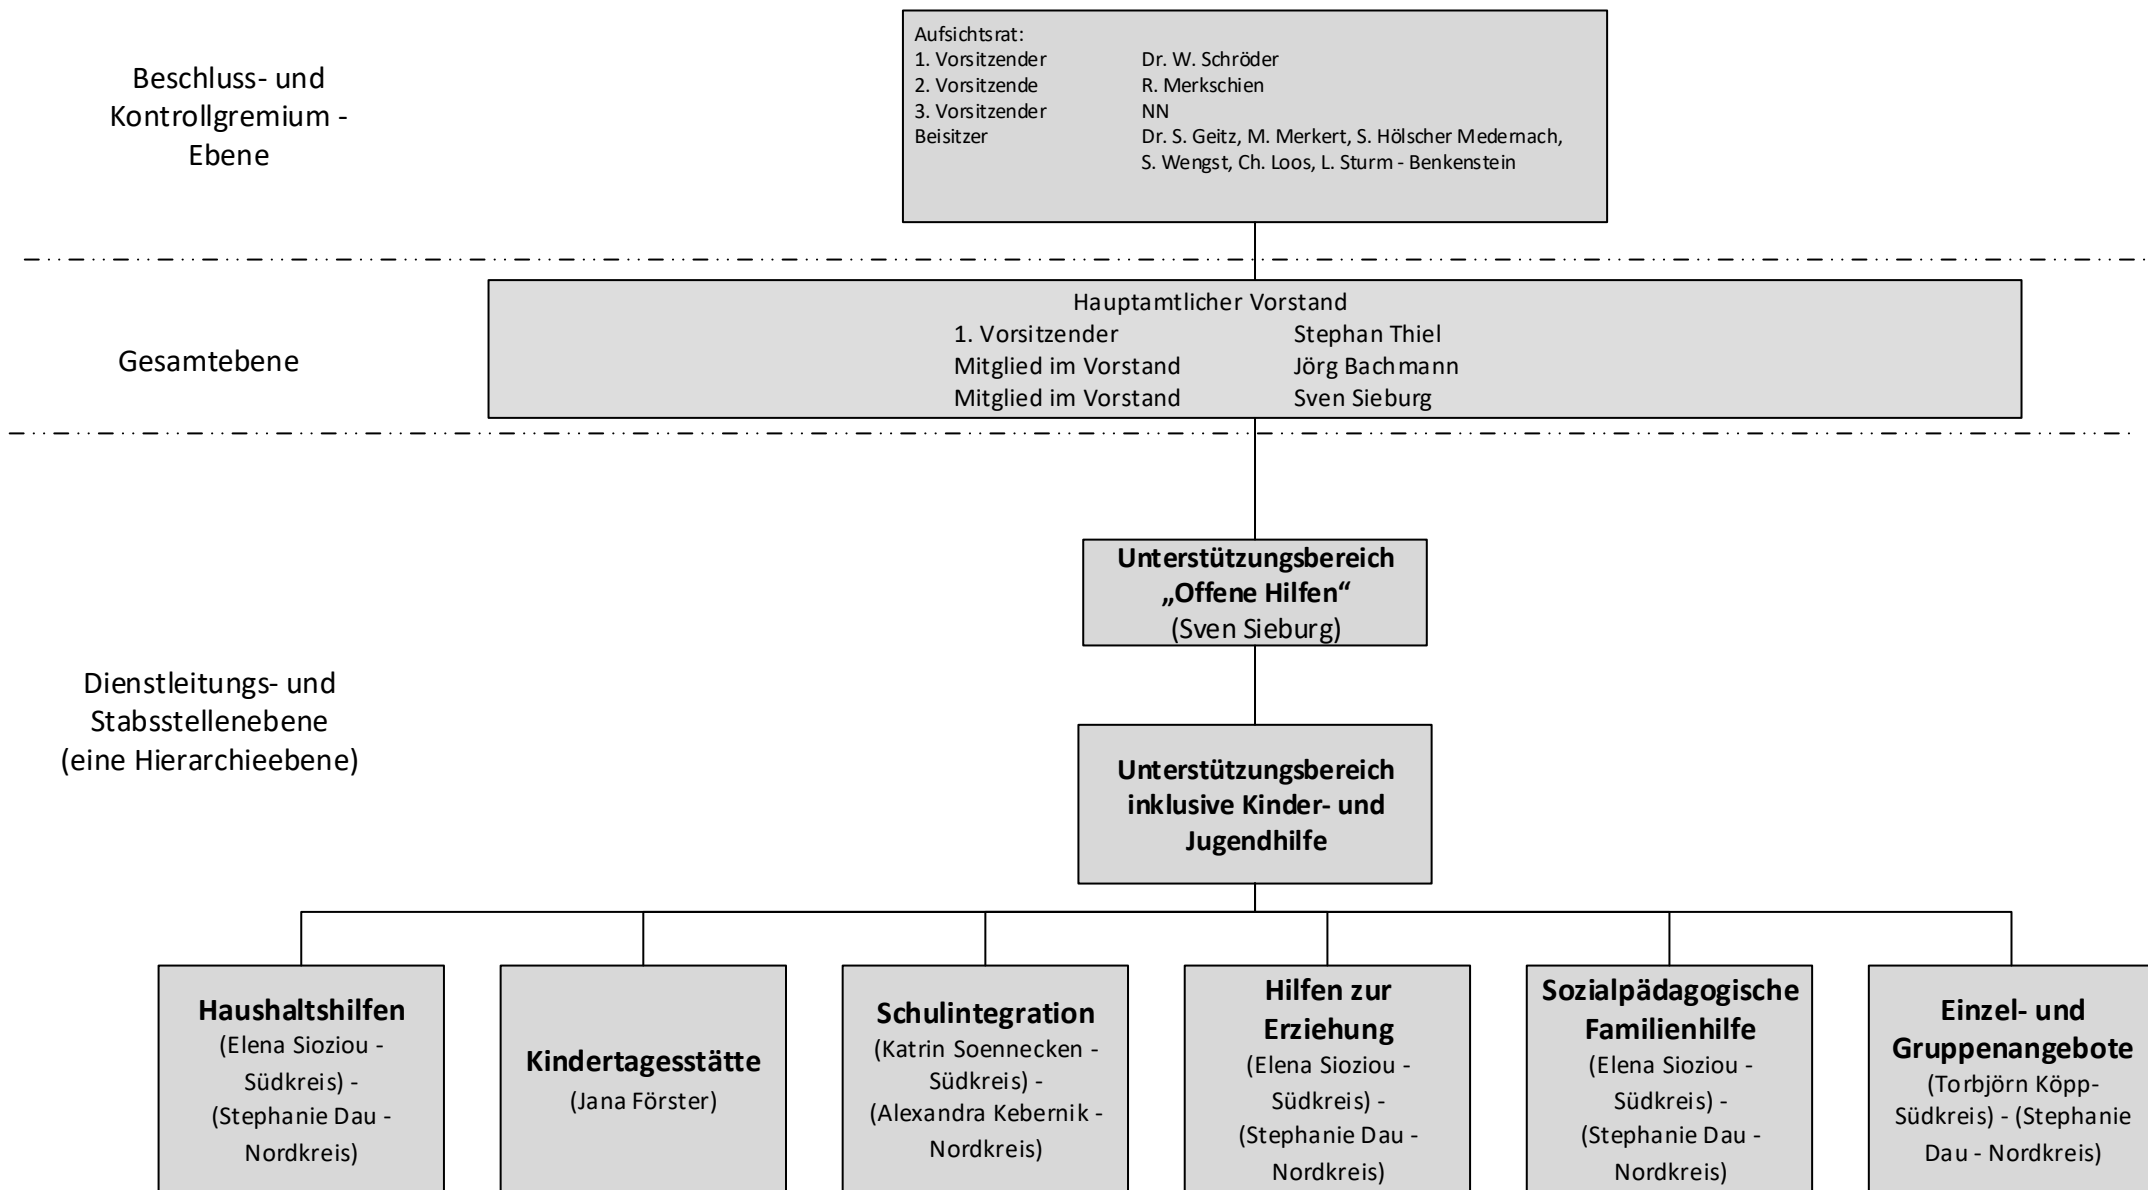 Beschluss- und
Kontrollgremium -
Ebene
Aufsichtsrat:
1. Vorsitzender Dr. W. Schröder
2. Vorsitzende R. Merkschien
3. Vorsitzender NN
Beisitzer Dr. S. Geitz, M. Merkert, S. Hölscher Medernach,
S. Wengst, Ch. Loos, L. Sturm - Benkenstein
Gesamtebene
Hauptamtlicher Vorstand
1. Vorsitzender Stephan Thiel
Mitglied im Vorstand Jörg Bachmann
Mitglied im Vorstand Sven Sieburg
Dienstleitungs- und
Stabsstellenebene
(eine Hierarchieebene)
Unterstützungsbereich
„Offene Hilfen“
(Sven Sieburg)
Unterstützungsbereich
inklusive Kinder- und
Jugendhilfe
Haushaltshilfen
(Elena Sioziou -
Südkreis) -
(Stephanie Dau -
Nordkreis)
Kindertagesstätte
(Jana Förster)
Schulintegration
(Katrin Soennecken -
Südkreis) -
(Alexandra Kebernik -
Nordkreis)
Hilfen zur
Erziehung
(Elena Sioziou -
Südkreis) -
(Stephanie Dau -
Nordkreis)
Sozialpädagogische
Familienhilfe
(Elena Sioziou -
Südkreis) -
(Stephanie Dau -
Nordkreis)
Einzel- und
Gruppenangebote
(Torbjörn Köpp-
Südkreis) - (Stephanie
Dau - Nordkreis)